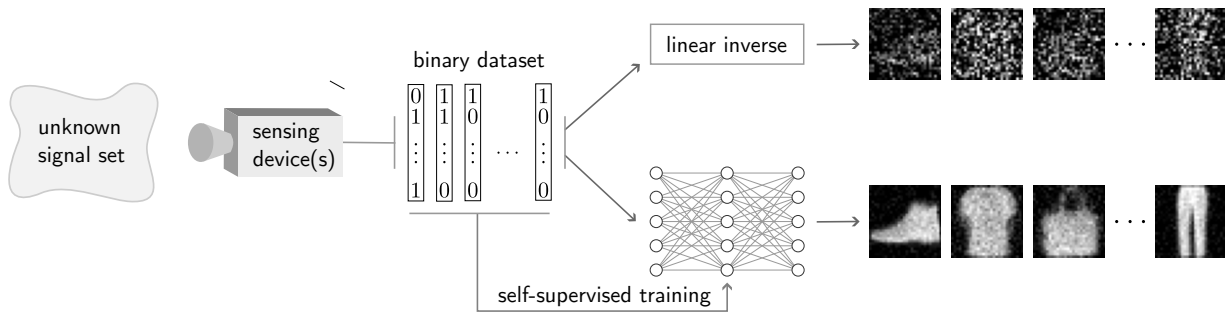 unknown
signal set
sensing
device(s)
binary dataset
0 1 1 1
1 1 0 0
⋮ ⋮ ⋮ ... ⋮
1 0 0 0
linear inverse
...
...
self-supervised training